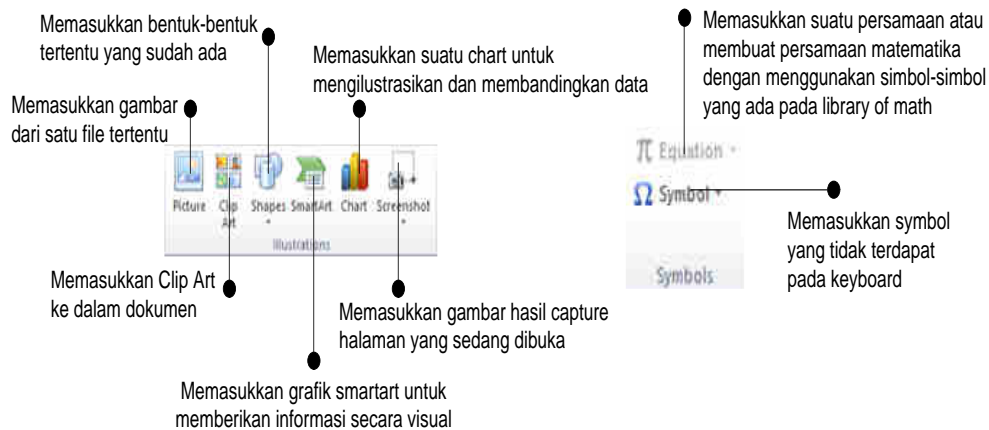 Memasukkan bentuk-bentuk
tertentu yang sudah ada
Memasukkan suatu chart untuk
mengilustrasikan dan membandingkan data
Memasukkan gambar
dari satu file tertentu
Picture
Clip
Art
Shapes
SmartArt
Chart
Screenshot
Illustrations
Memasukkan Clip Art
ke dalam dokumen
Memasukkan gambar hasil capture
halaman yang sedang dibuka
Memasukkan grafik smartart untuk
memberikan informasi secara visual
Memasukkan suatu persamaan atau
membuat persamaan matematika
dengan menggunakan simbol-simbol
yang ada pada library of math
π Equation
Ω Symbol
Memasukkan symbol
yang tidak terdapat
pada keyboard
Symbols